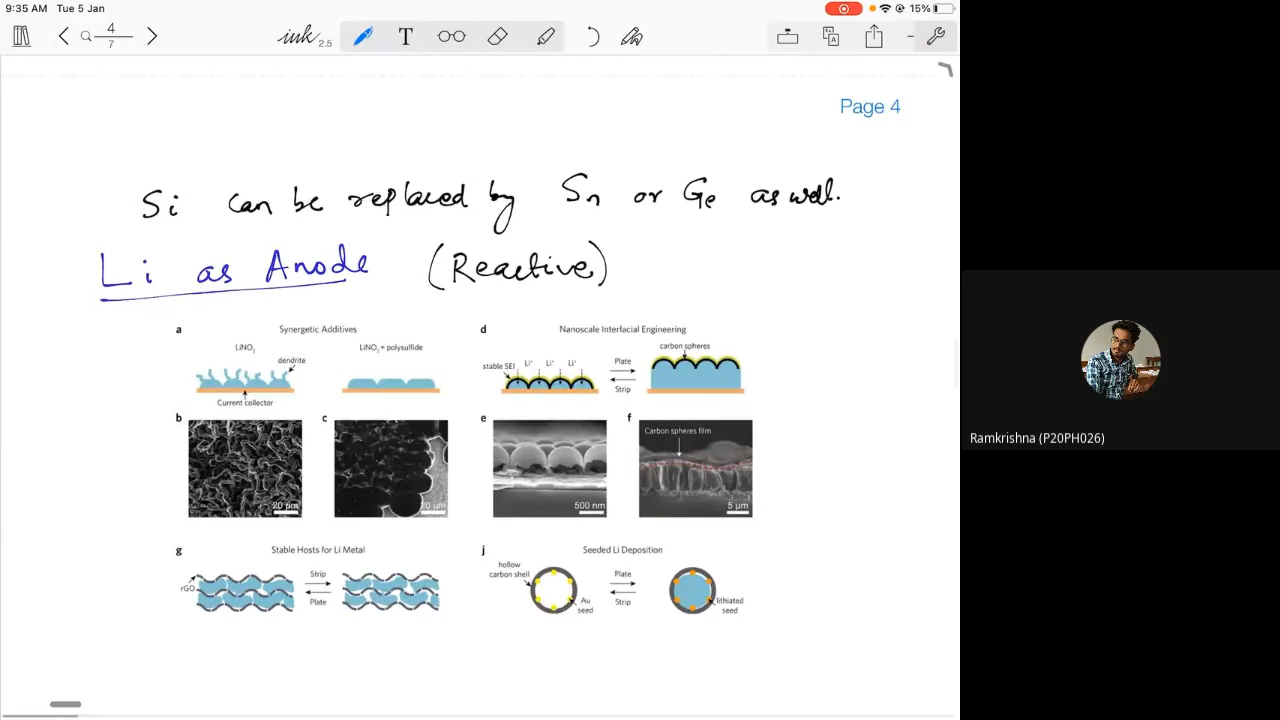 9:35 AM Tue 5 Jan
15%
4
7
ink 2.5
T
A
Page 4
Si can be replaced by Sn or Ge as well.
Li as Anode (Reactive)
a Synergetic Additives
LiNO3 LiNO3 + polysulfide
dendrite
Current collector
d Nanoscale Interfacial Engineering
carbon spheres
stable SEI Li+ Li+ Li+ Plate
Strip
b c e f
Carbon spheres film
20 μm 20 μm 500 nm 5 μm
g Stable Hosts for Li Metal
rGO Strip
Plate
j Seeded Li Deposition
hollow carbon shell Plate
Au seed Strip lithiated seed
Ramkrishna (P20PH026)